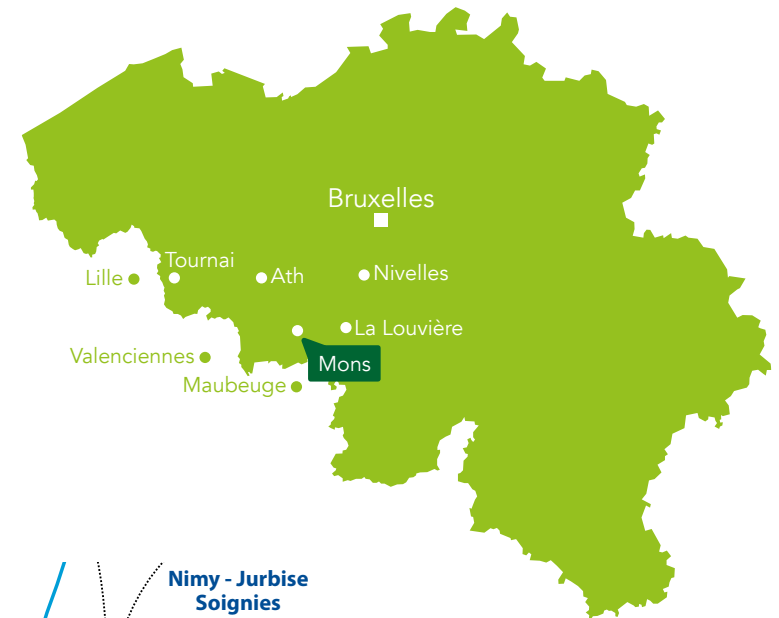 Bruxelles
Tournai
Lille
Ath
Nivelles
La Louvière
Valenciennes
Mons
Maubeuge
Nimy - Jurbise
Soignies